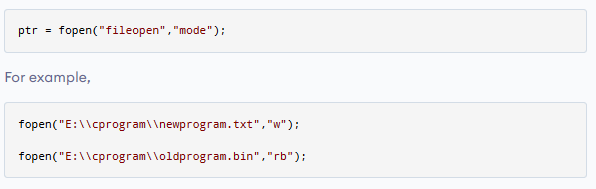 ptr = fopen("fileopen","mode");
For example,
fopen("E:\\cprogram\\newprogram.txt","w");
fopen("E:\\cprogram\\oldprogram.bin","rb");